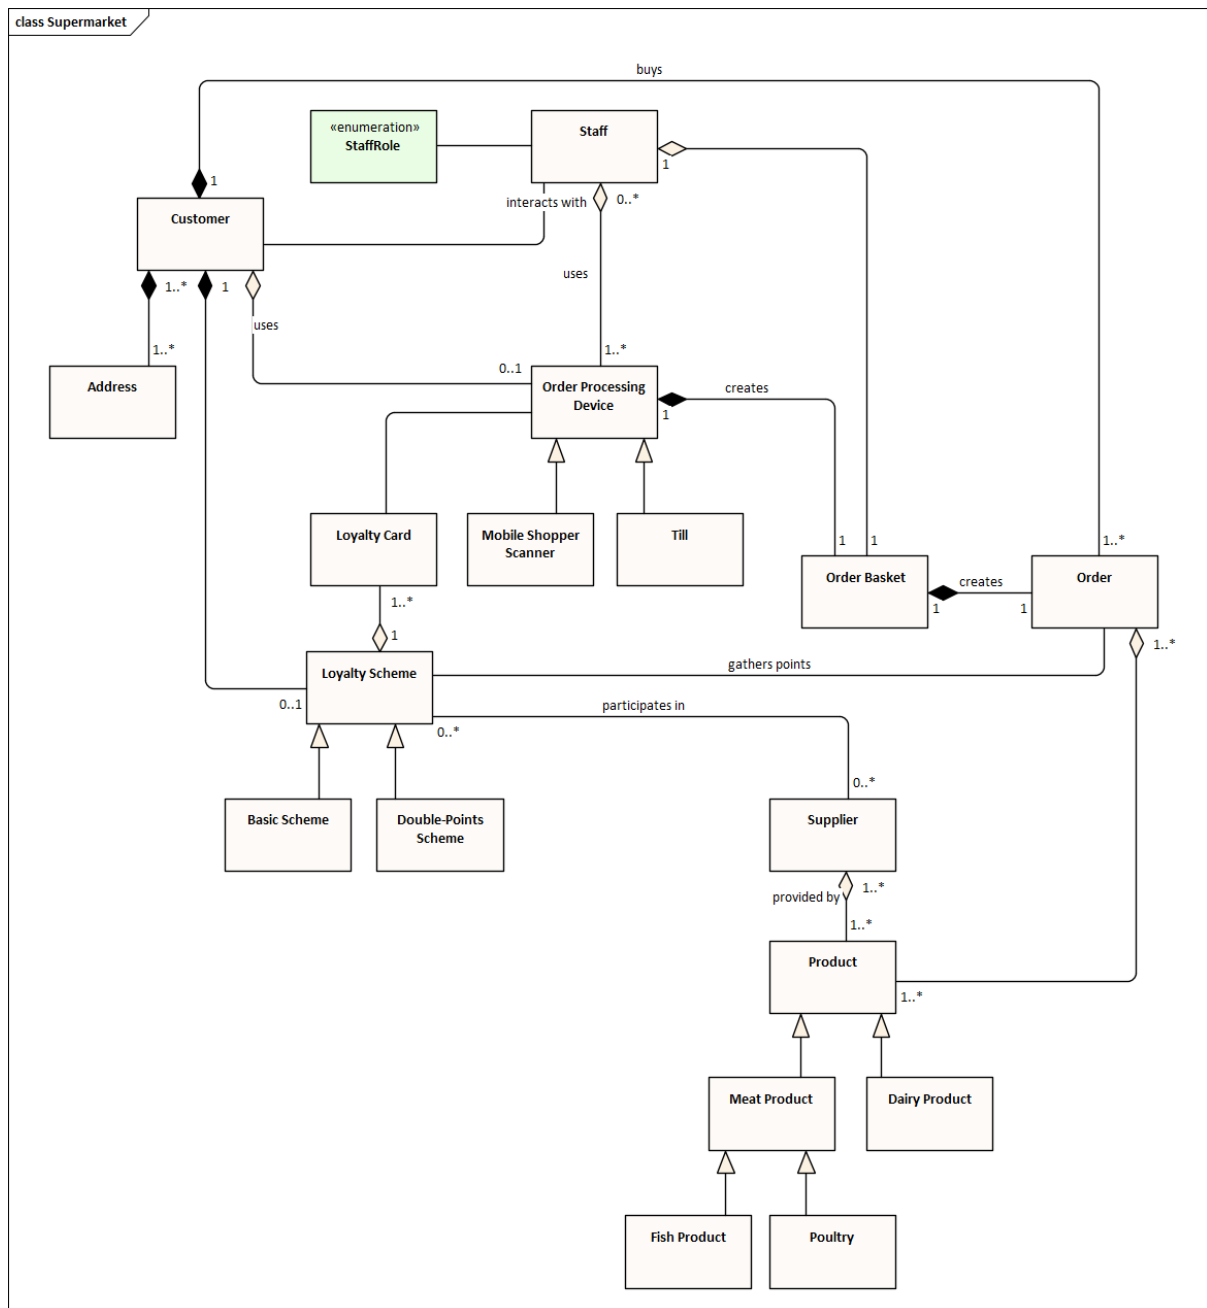 class Supermarket
buys
«enumeration»
StaffRole
Staff
1
1
interacts with
0..*
Customer
uses
1..*
1
uses
1..*
1..*
0..1
Address
Order Processing
Device
creates
1
Loyalty Card
Mobile Shopper
Scanner
Till
1
1
1..*
Order Basket
creates
Order
1..*
1
1
1
1..*
Loyalty Scheme
gathers points
0..1
participates in
0..*
0..*
Basic Scheme
Double-Points
Scheme
Supplier
1..*
provided by
1..*
Product
1..*
Meat Product
Dairy Product
Fish Product
Poultry